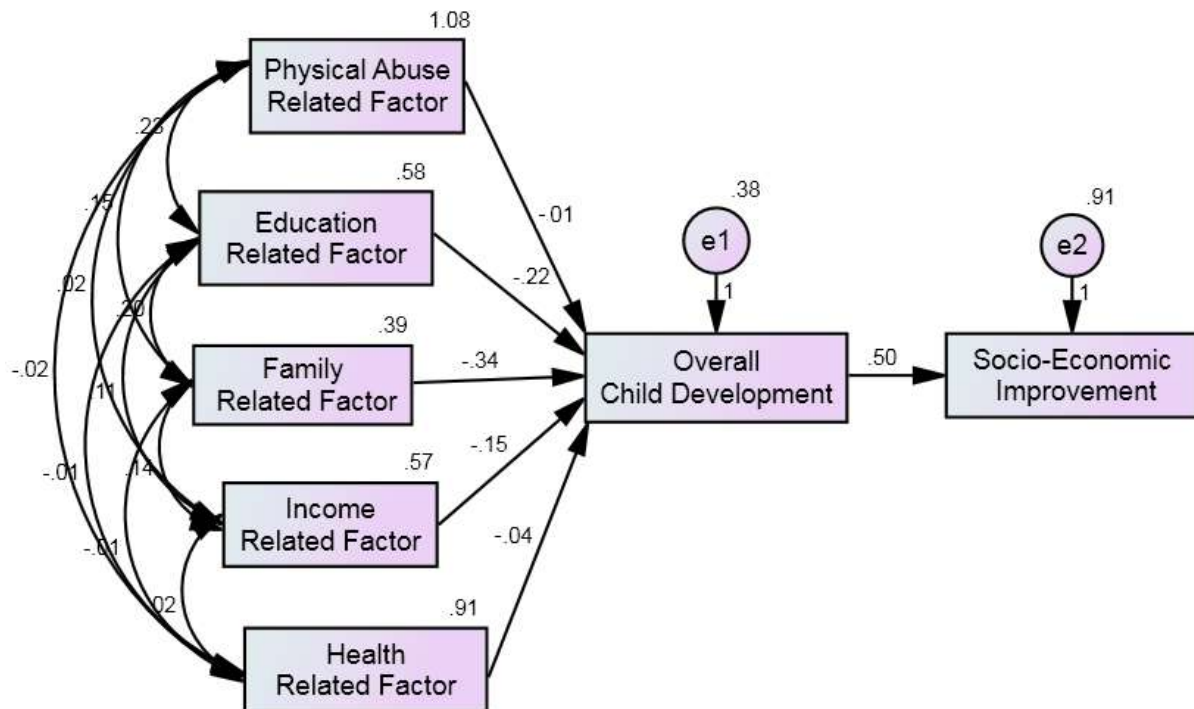 1.08
Physical Abuse
Related Factor
.23
.58
.15
Education
Related Factor
-.01
.38
e1
.91
e2
-.22
1
1
.02
.20
.39
Family
Related Factor
-.34
Overall
Child Development
.50
Socio-Economic
Improvement
-.02
.11
-.15
.57
-.01
.14
Income
Related Factor
-.04
-.01
.02
.91
Health
Related Factor